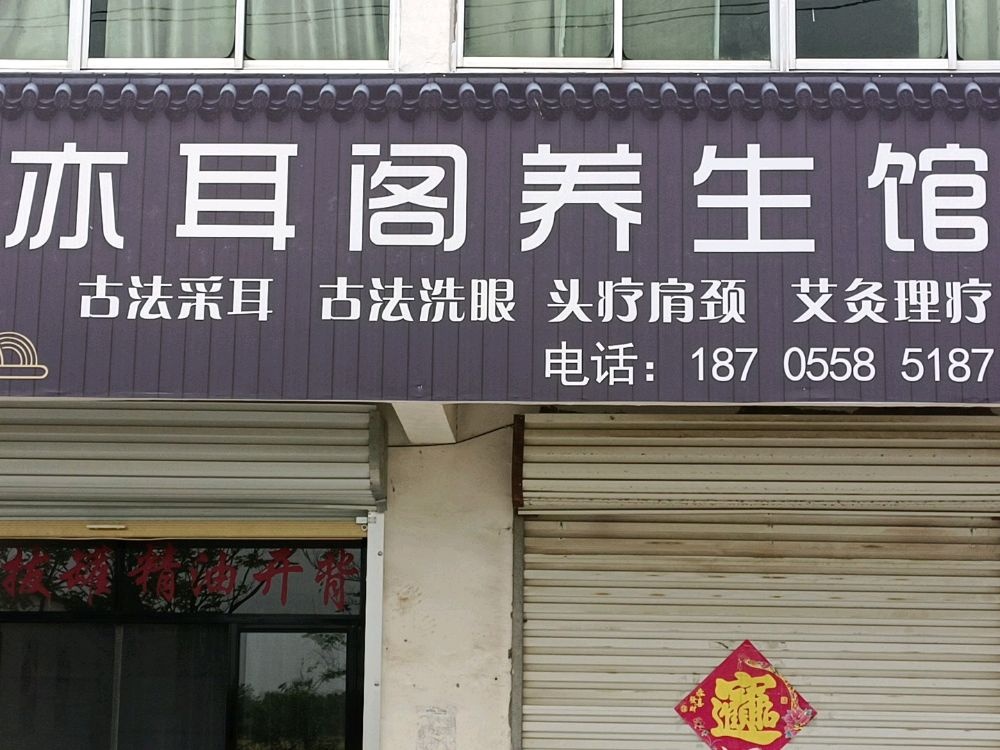 亦耳阁养生馆
古法采耳 古法洗眼 头疗肩颈 艾灸理疗
电话：187 0558 5187
拔罐 精油开背